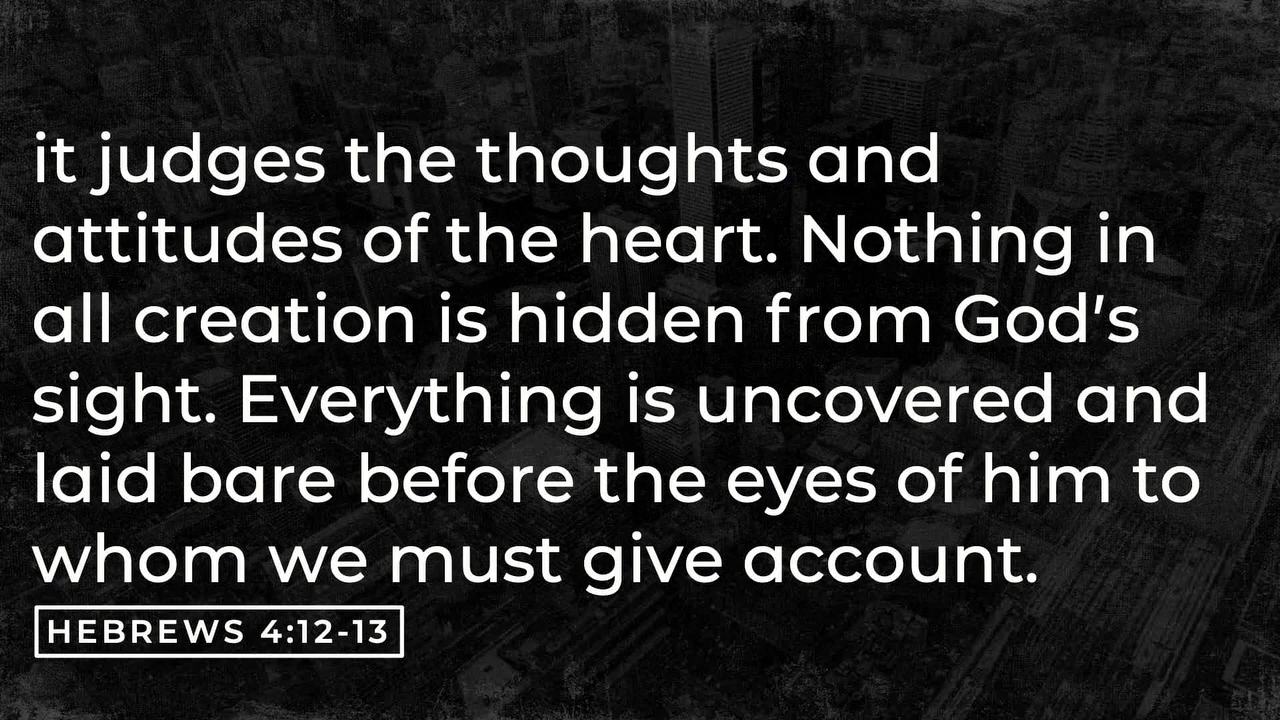 it judges the thoughts and
attitudes of the heart. Nothing in
all creation is hidden from God's
sight. Everything is uncovered and
laid bare before the eyes of him to
whom we must give account.
HEBREWS 4:12-13